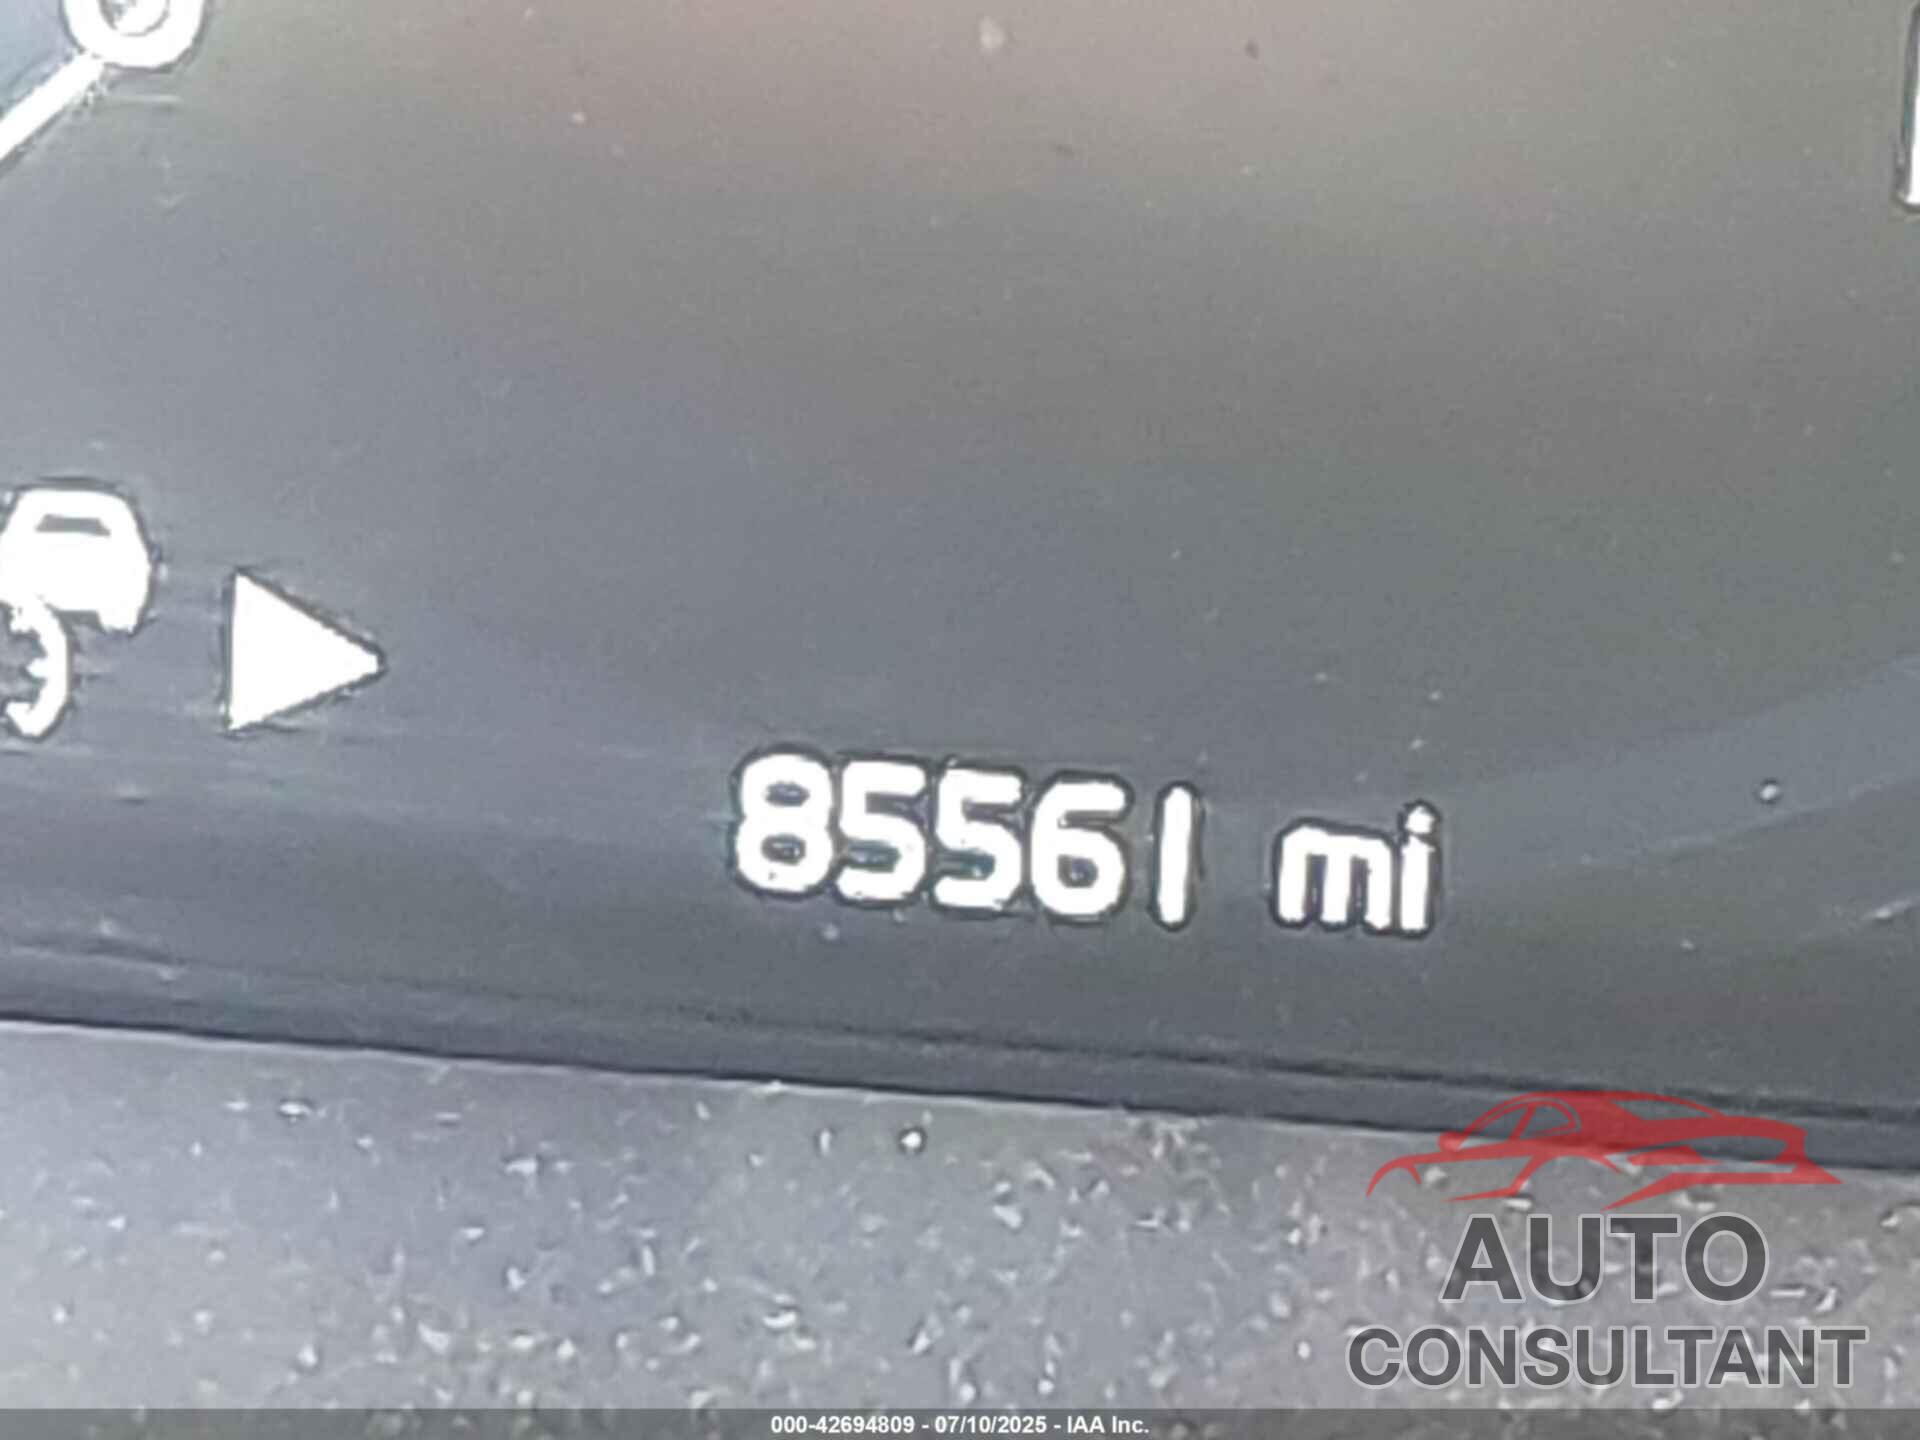 85561 mi
AUTO
CONSULTANT
000-42694809 - 07/10/2025 - IAA Inc.